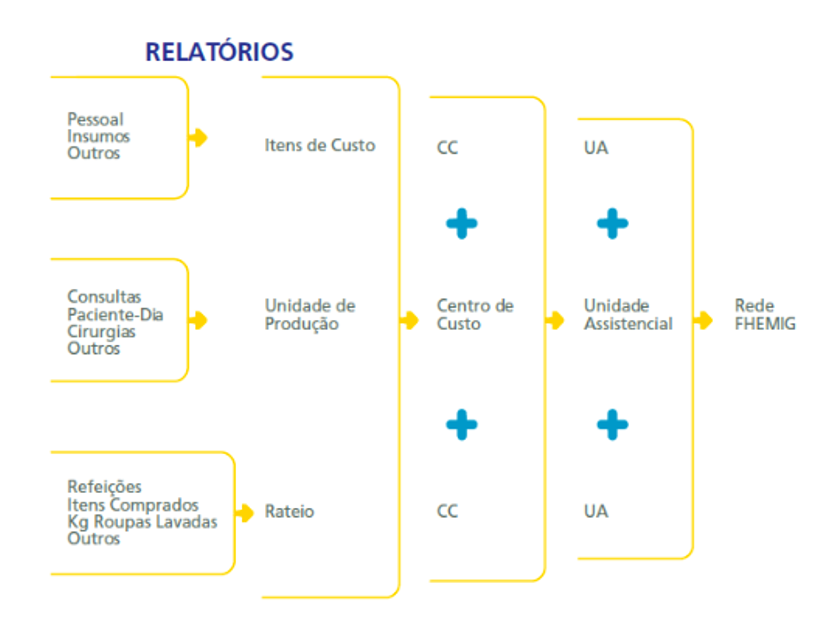 RELATÓRIOS
Pessoal
Insumos
Outros
Itens de Custo
CC
UA
Consultas
Paciente-Dia
Cirurgias
Outros
Unidade de
Produção
Centro de
Custo
Unidade
Assistencial
Rede
FHEMIG
Refeições
Itens Comprados
Kg Roupas Lavadas
Outros
Rateio
CC
UA